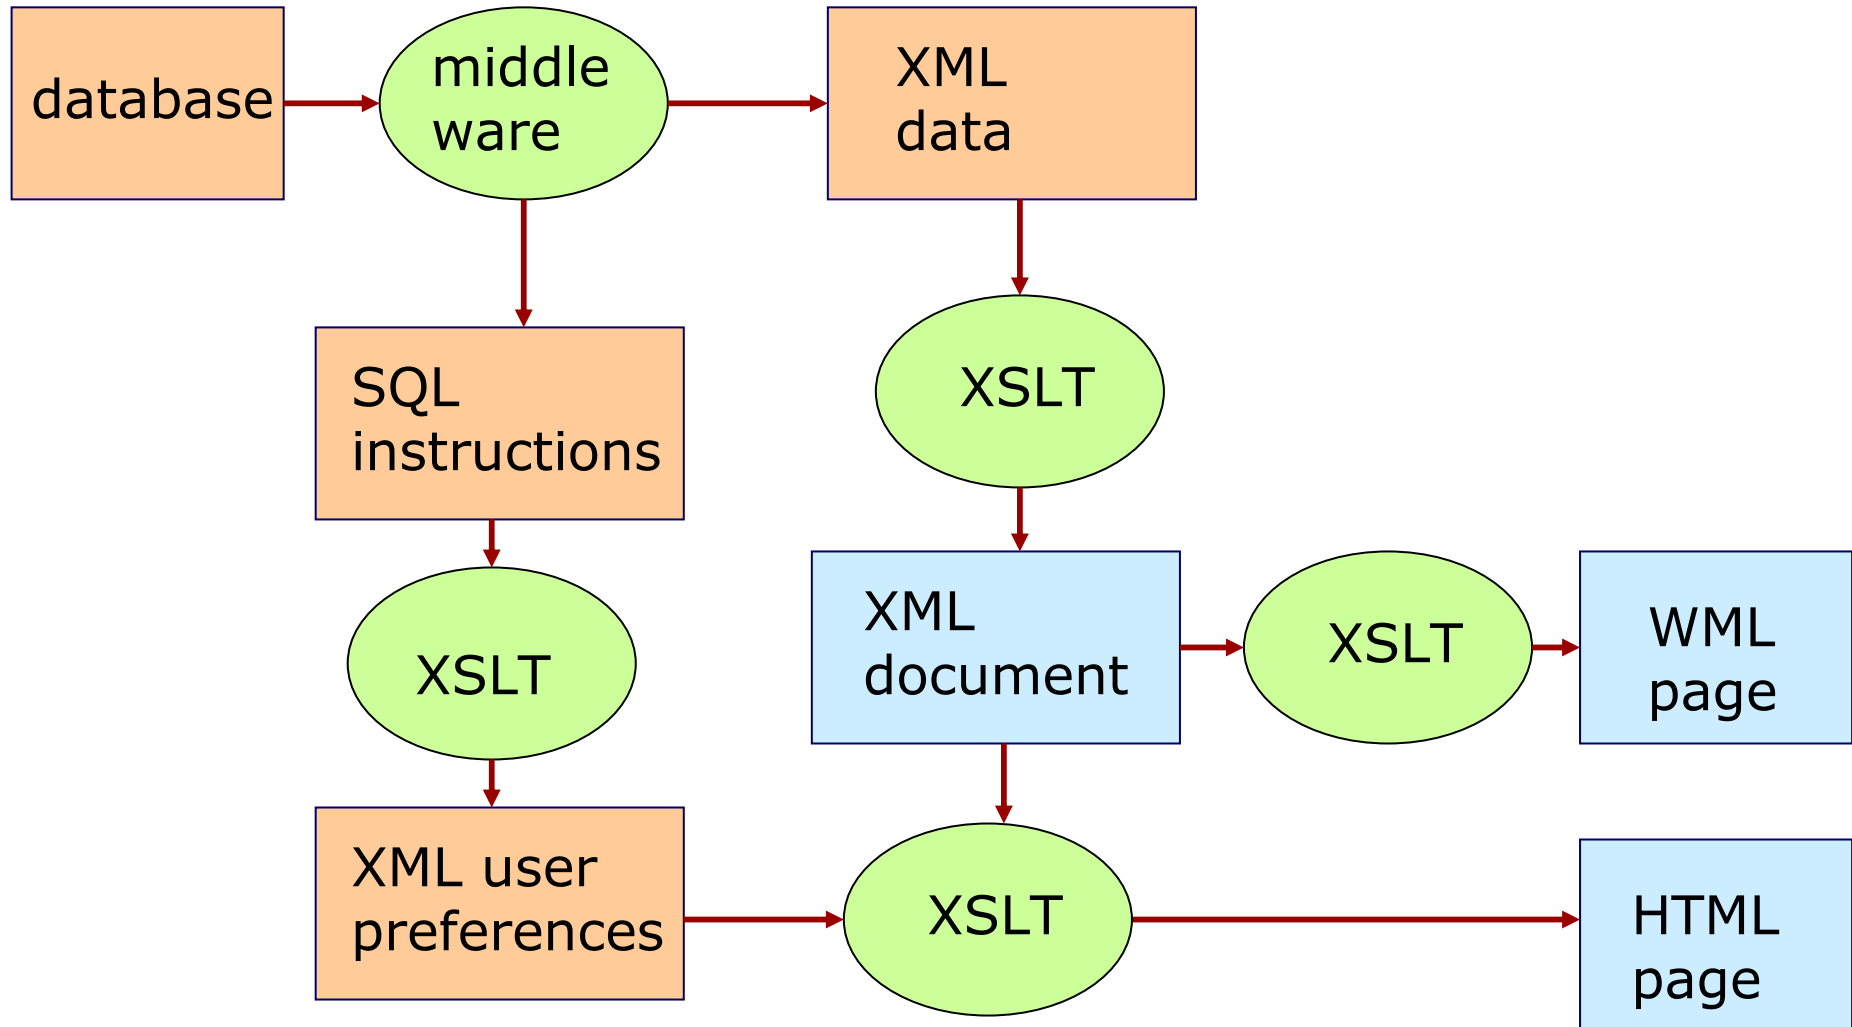 database
middle
ware
XML
data
SQL
instructions
XSLT
XSLT
XML
document
XSLT
WML
page
XSLT
XML user
preferences
XSLT
HTML
page